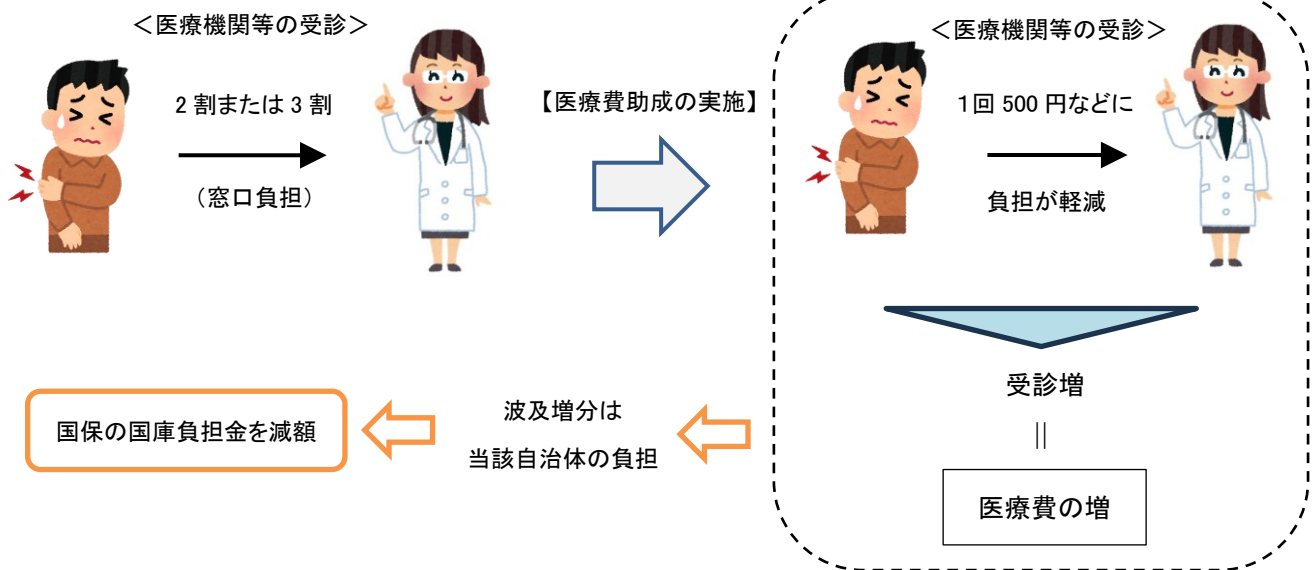 ＜医療機関等の受診＞
2 割または 3 割
（窓口負担）
【医療費助成の実施】
＜医療機関等の受診＞
1回 500 円などに
負担が軽減
受診増
||
医療費の増
波及増分は
当該自治体の負担
国保の国庫負担金を減額